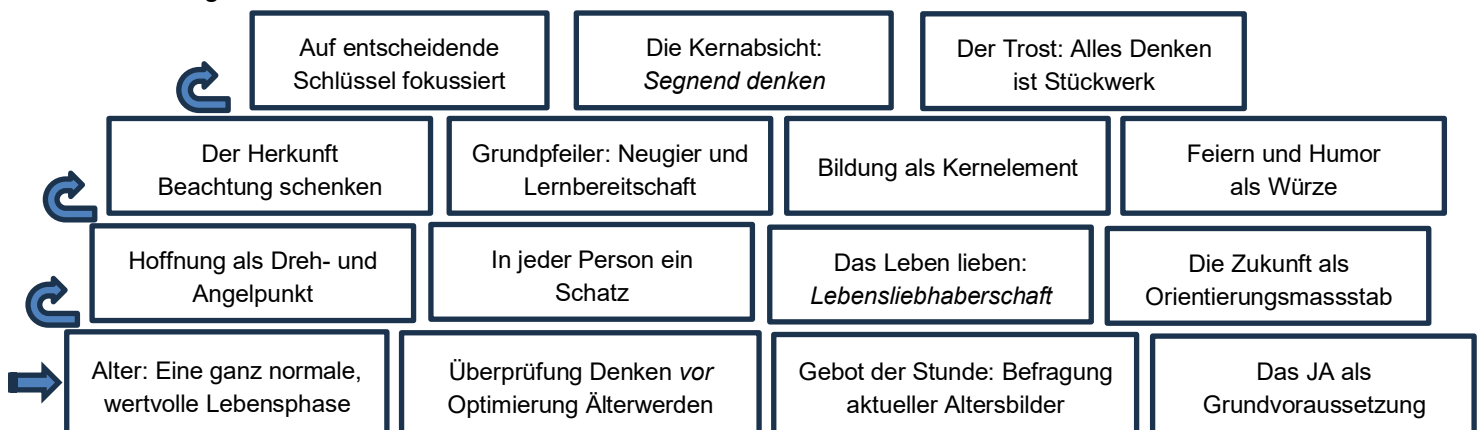 Auf entscheidende
Schlüssel fokussiert
Die Kernabsicht:
Segnend denken
Der Trost: Alles Denken
ist Stückwerk
Der Herkunft
Beachtung schenken
Grundpfeiler: Neugier und
Lernbereitschaft
Bildung als Kernelement
Feiern und Humor
als Würze
Hoffnung als Dreh- und
Angelpunkt
In jeder Person ein
Schatz
Das Leben lieben:
Lebensliebhaberschaft
Die Zukunft als
Orientierungsmassstab
Alter: Eine ganz normale,
wertvolle Lebensphase
Überprüfung Denken vor
Optimierung Älterwerden
Gebot der Stunde: Befragung
aktueller Altersbilder
Das JA als
Grundvoraussetzung